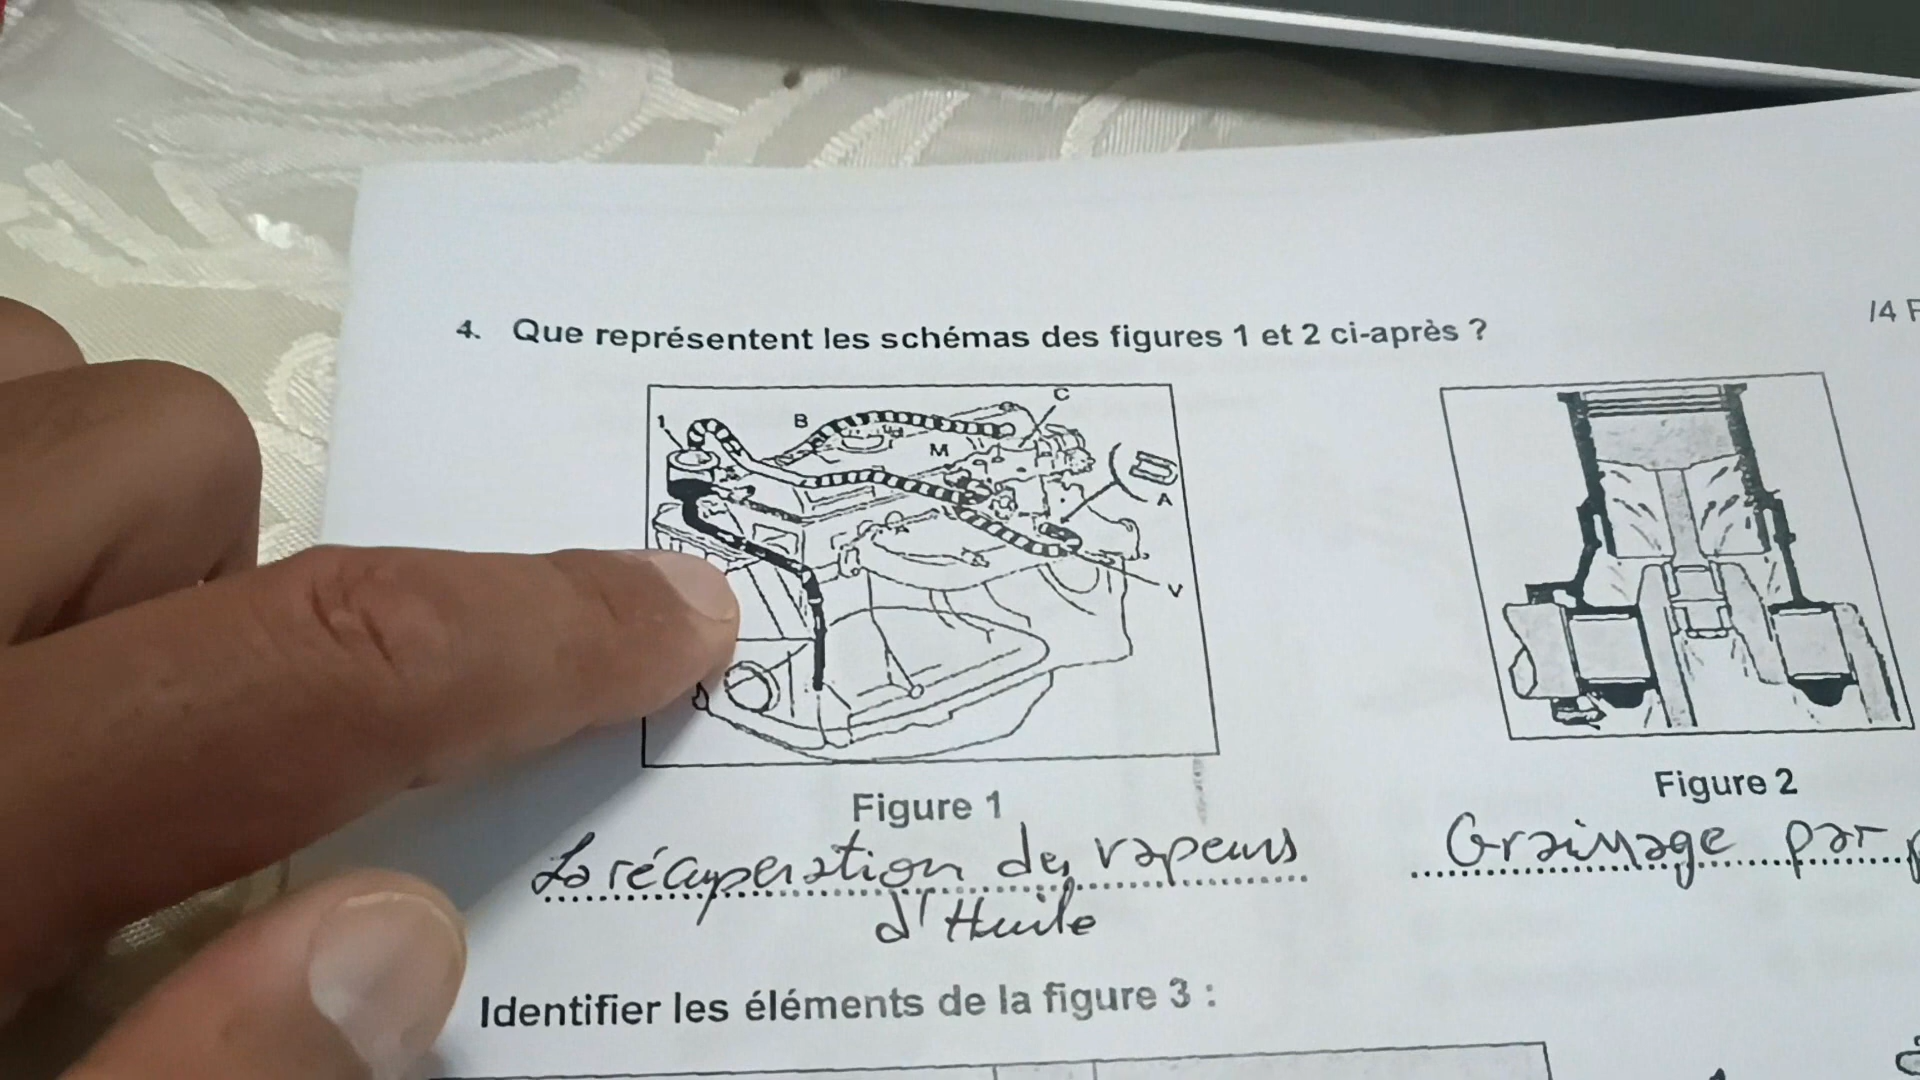 4. Que représentent les schémas des figures 1 et 2 ci-après ?
/4
1
B
C
M
A
V
Figure 1
Figure 2
La récuperation des vapeurs
d'Huile
Graissage par
Identifier les éléments de la figure 3 :